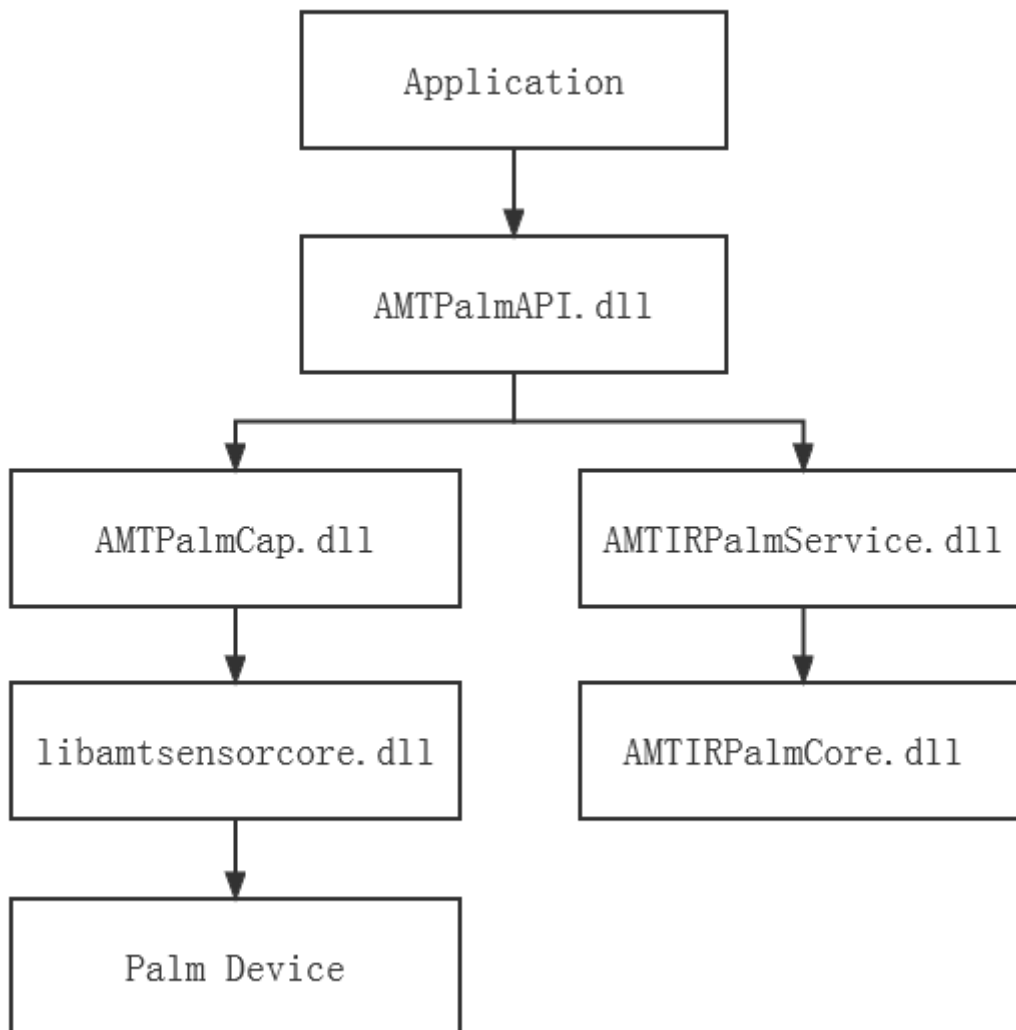 Application
AMTPalmAPI.dll
AMTPalmCap.dll
AMTIRPalmService.dll
libamtsensorcore.dll
AMTIRPalmCore.dll
Palm Device